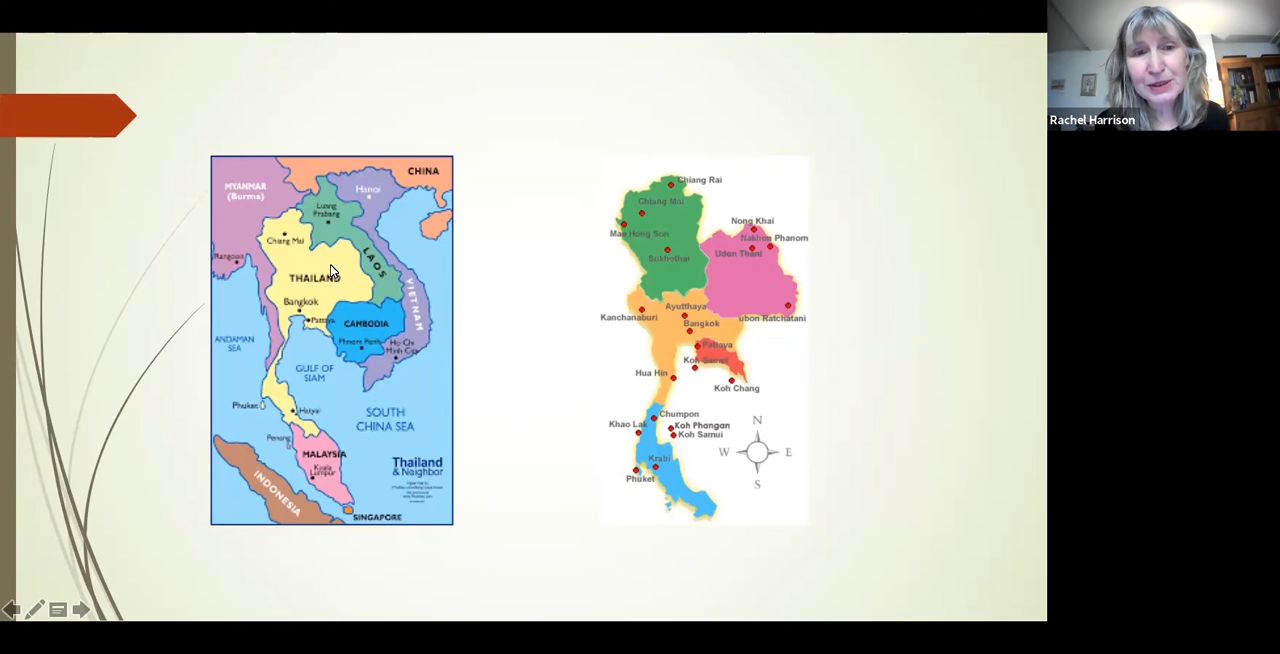 Rachel Harrison
CHINA
MYANMAR
(Burma)
Hanoi
Luang
Prabang
Chiang Mai
LAOS
Rangoon
THAILAND
VIETNAM
Bangkok
Pattaya
CAMBODIA
Phnom Penh
Ho Chi
Minh City
ANDAMAN
SEA
GULF OF
SIAM
Phuket
Hatyai
SOUTH
CHINA SEA
Penang
MALAYSIA
Kuala
Lumpur
Thailand
& Neighbor
INDONESIA
SINGAPORE
Chiang Rai
Chiang Mai
Mae Hong Son
Sukhothai
Nong Khai
Nakhon Phanom
Udon Thani
Kanchanaburi
Ayutthaya
Bangkok
ubon Ratchatani
Pattaya
Koh Samet
Hua Hin
Koh Chang
Chumpon
Khao Lak
Koh Phangan
Koh Samui
Krabi
Phuket
N
W
E
S